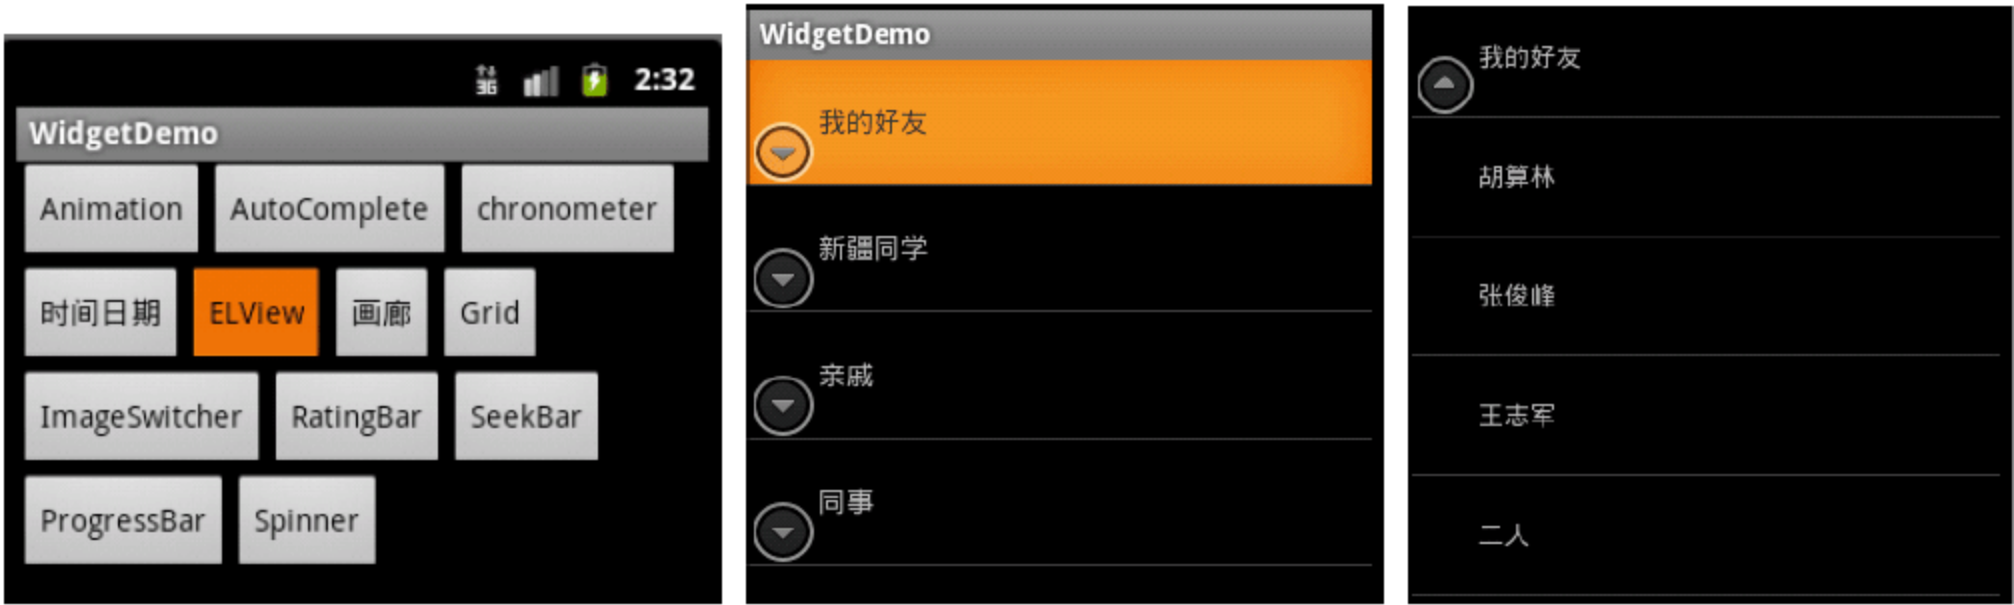 3G 2:32
WidgetDemo
Animation AutoComplete chronometer
时间日期 ELView 画廊 Grid
ImageSwitcher RatingBar SeekBar
ProgressBar Spinner
WidgetDemo
我的好友
新疆同学
亲戚
同事
我的好友
胡算林
张俊峰
王志军
二人